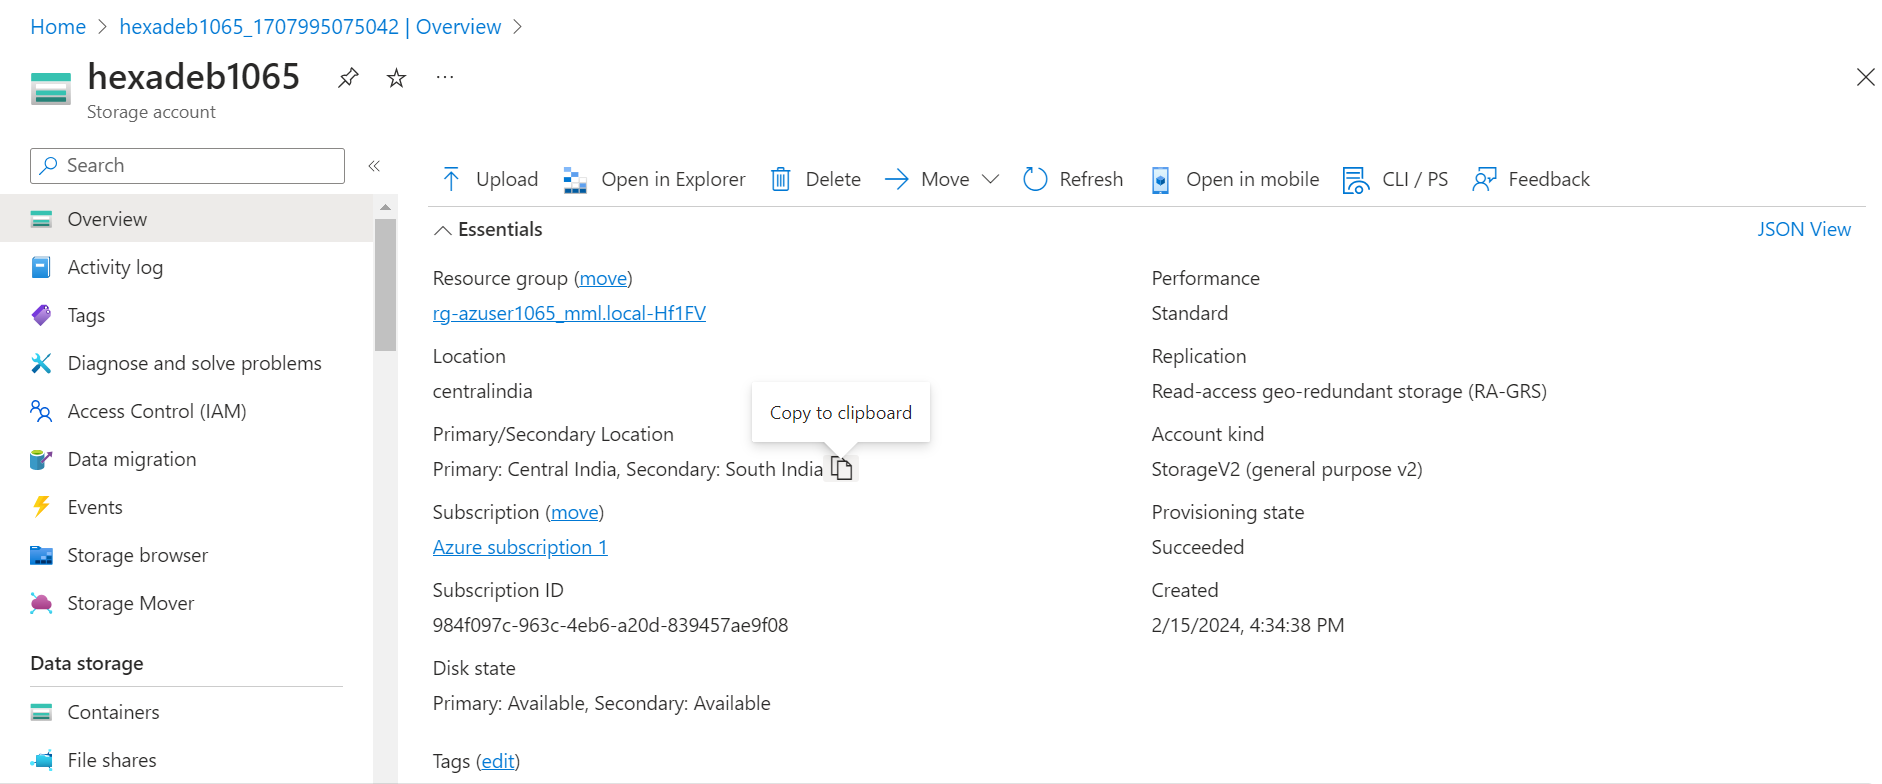 Home > hexadeb1065_1707995075042 | Overview >
hexadeb1065
Storage account
Search
Overview
Activity log
Tags
Diagnose and solve problems
Access Control (IAM)
Data migration
Events
Storage browser
Storage Mover
Data storage
Containers
File shares
Upload Open in Explorer Delete Move Refresh Open in mobile CLI / PS Feedback
Essentials
JSON View
Resource group (move)
rg-azuser1065_mml.local-Hf1FV
Location
centralindia
Copy to clipboard
Primary/Secondary Location
Primary: Central India, Secondary: South India
Subscription (move)
Azure subscription 1
Subscription ID
984f097c-963c-4eb6-a20d-839457ae9f08
Disk state
Primary: Available, Secondary: Available
Tags (edit)
Performance
Standard
Replication
Read-access geo-redundant storage (RA-GRS)
Account kind
StorageV2 (general purpose v2)
Provisioning state
Succeeded
Created
2/15/2024, 4:34:38 PM